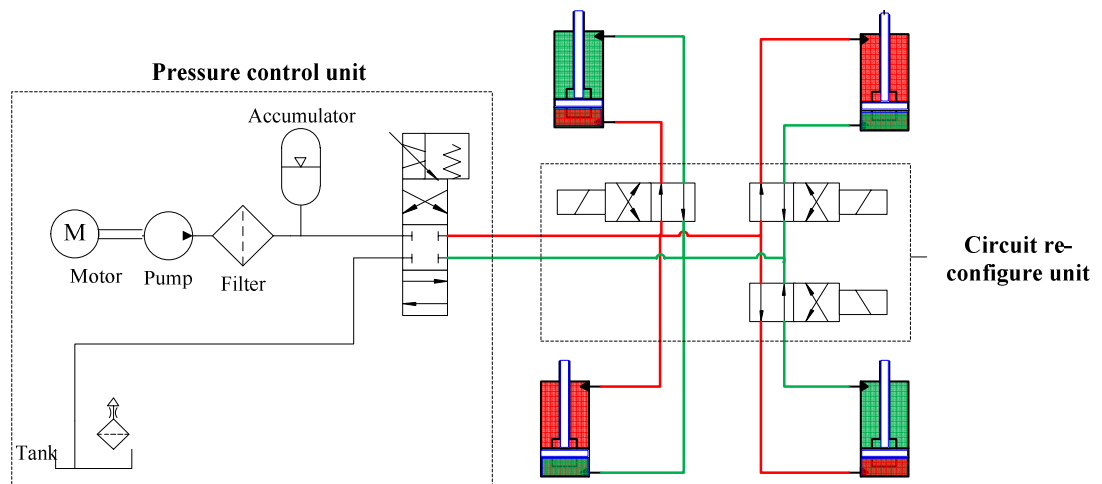 Pressure control unit
Accumulator
M
Motor
Pump
Filter
Tank
Circuit re-
configure unit